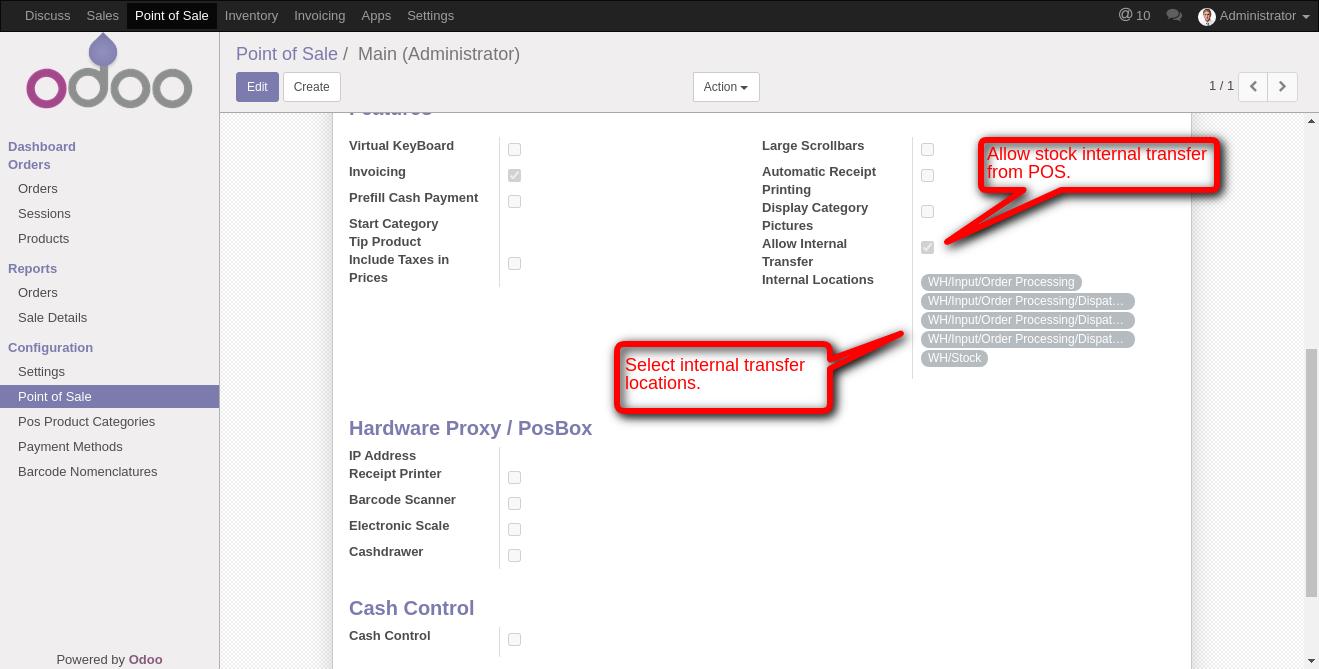 Discuss Sales Point of Sale Inventory Invoicing Apps Settings @ 10 Administrator
odoo
Dashboard
Orders
Orders
Sessions
Products
Reports
Orders
Sale Details
Configuration
Settings
Point of Sale
Pos Product Categories
Payment Methods
Barcode Nomenclatures
Powered by Odoo
Point of Sale / Main (Administrator)
Edit Create Action 1 / 1
Features
Virtual KeyBoard
Invoicing
Prefill Cash Payment
Start Category
Tip Product
Include Taxes in
Prices
Large Scrollbars
Automatic Receipt
Printing
Display Category
Pictures
Allow Internal
Transfer
Internal Locations
WH/Input/Order Processing
WH/Input/Order Processing/Dispat...
WH/Input/Order Processing/Dispat...
WH/Input/Order Processing/Dispat...
WH/Stock
Allow stock internal transfer
from POS.
Select internal transfer
locations.
Hardware Proxy / PosBox
IP Address
Receipt Printer
Barcode Scanner
Electronic Scale
Cashdrawer
Cash Control
Cash Control